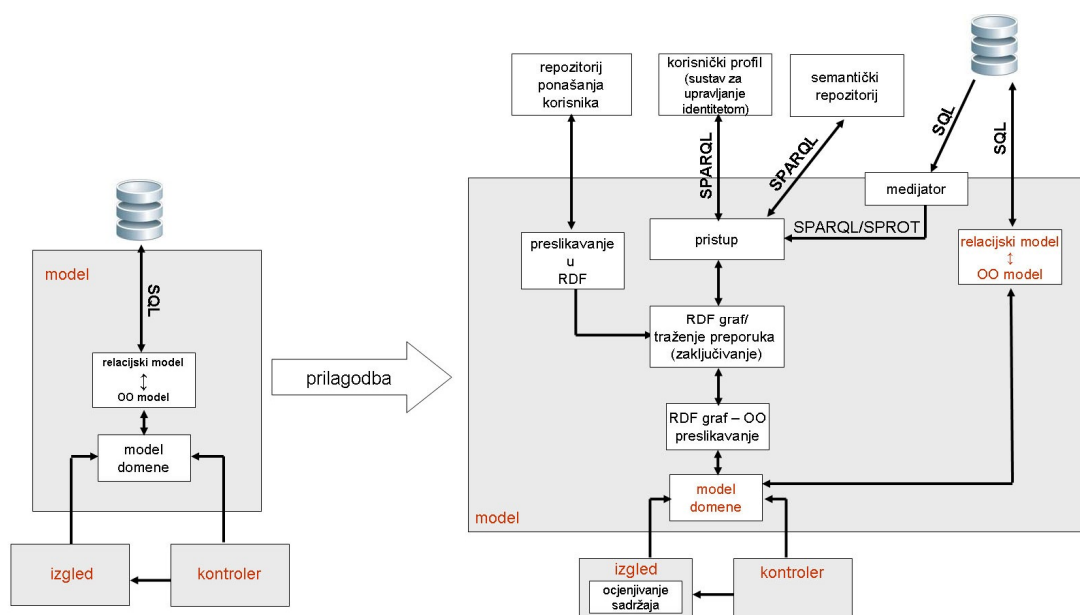 model
SQL
relacijski model
↕
OO model
model
domene
izgled
kontroler
prilagodba
repozitorij
ponašanja
korisnika
korisnički profil
(sustav za
upravljanje
identitetom)
semantički
repozitorij
SPARQL
SPARQL
SQL
SQL
medijator
SPARQL/SPROT
preslikavanje
u
RDF
pristup
relacijski model
↕
OO model
RDF graf/
traženje preporuka
(zaključivanje)
RDF graf – OO
preslikavanje
model
domene
model
izgled
ocjenjivanje
sadržaja
kontroler